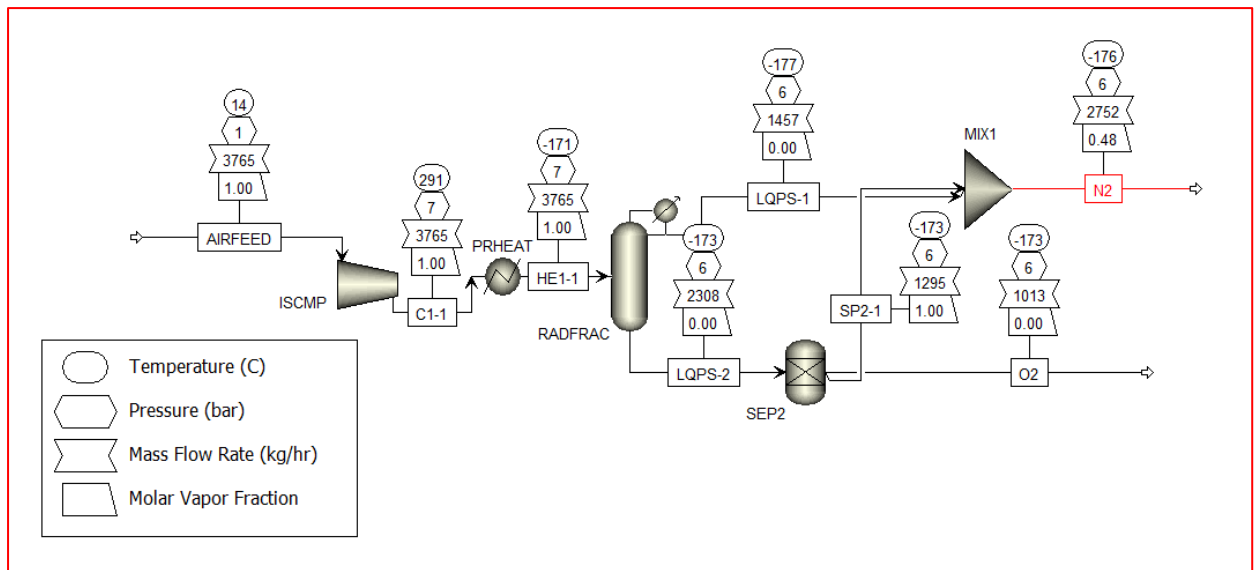 -177
6
1457
0.00
-176
6
2752
0.48
14
1
3765
1.00
-171
7
3765
1.00
291
7
3765
1.00
MIX1
LQPS-1
N2
AIRFEED
PRHEAT
-173
6
2308
0.00
-173
6
1295
1.00
-173
6
1013
0.00
HE1-1
ISCMP
C1-1
SP2-1
RADFRAC
LQPS-2
O2
SEP2
Temperature (C)
Pressure (bar)
Mass Flow Rate (kg/hr)
Molar Vapor Fraction